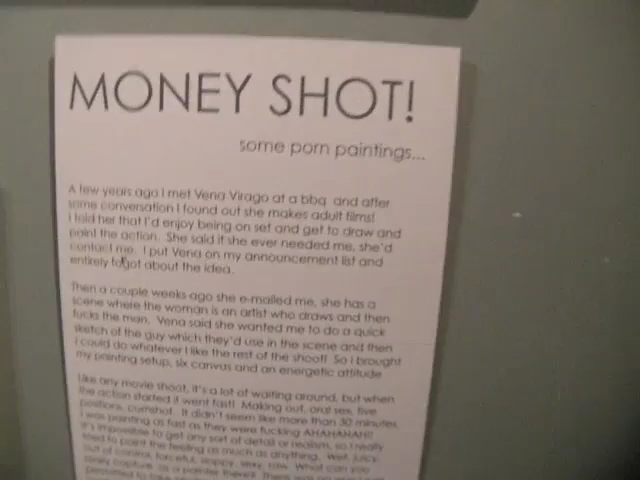 MONEY SHOT!
some porn paintings...
A few years ago I met Vena Virago at a bbq and after
some conversation I found out she makes adult films!
I told her that I'd enjoy being on set and get to draw and
paint the action. She said if she ever needed me, she'd
contact me. I put Vena on my announcement list and
entirely forgot about the idea.
Then a couple weeks ago she e-mailed me, she has a
scene where the woman is an artist who draws and then
fucks the man. Vena said she wanted me to do a quick
sketch of the guy which they'd use in the scene and then
I could do whatever I like the rest of the shoot! So I brought
my painting setup, six canvus and an energetic attitude
Like any movie shoot, it's a lot of waiting around, but when
the action started it went fast! Making out, oral sex, five
positions, cumshot. It didn't seem like more than 30 minutes.
I was painting as fast as they were fucking AHAHAHAH!!
It's impossible to get any sort of detail or realism, so I really
tried to paint the feeling as much as anything. Wet, juicy,
out of control, forceful, sloppy, sexy, raw. What can you
really capture as a painter there?